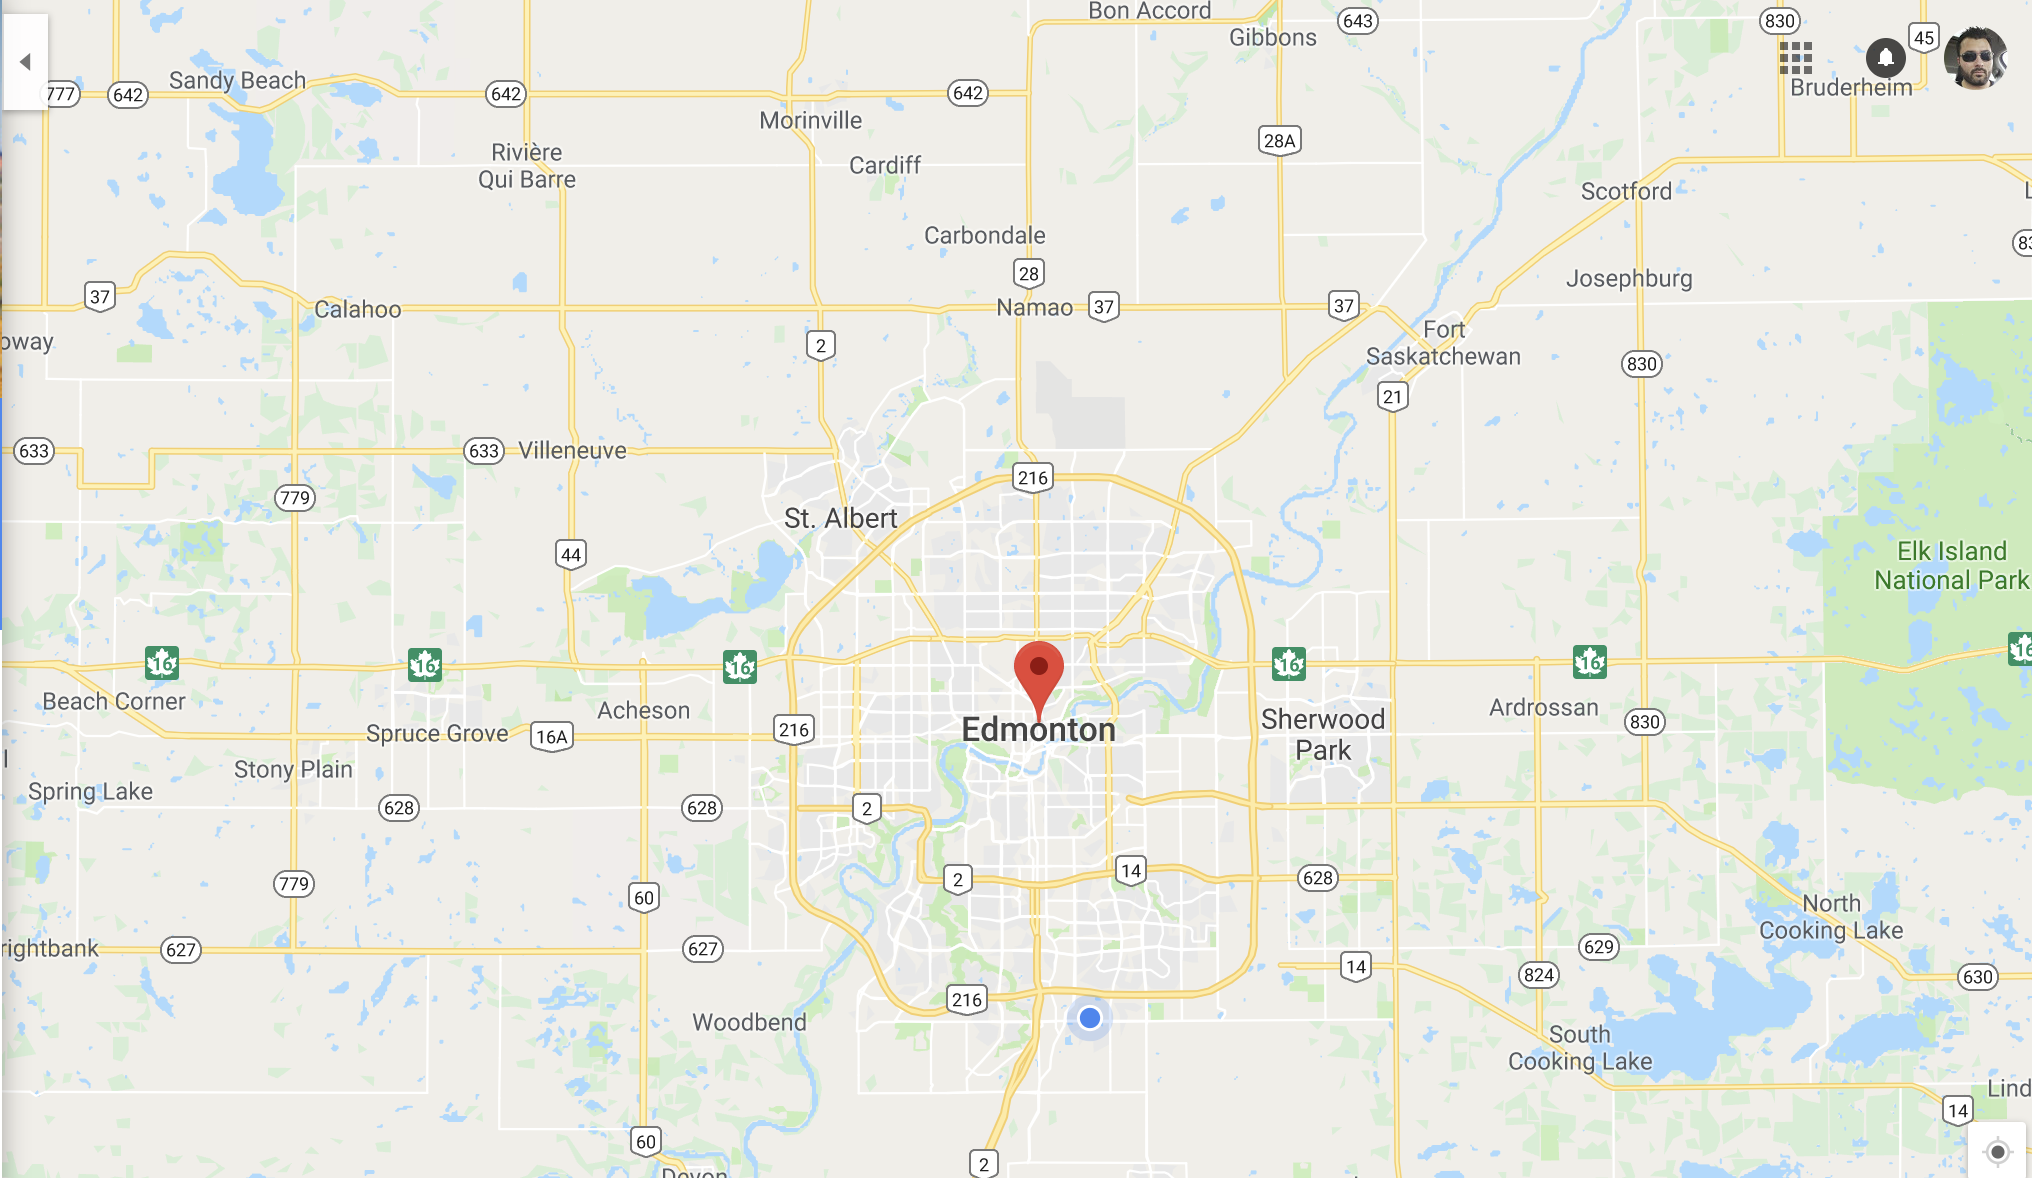 Bon Accord
643
830
45
Gibbons
Sandy Beach
777
642
642
642
Bruderheim
Morinville
28A
Rivière
Qui Barre
Cardiff
Scotford
Carbondale
28
Josephburg
37
Calahoo
Namao
37
37
Fort
Saskatchewan
oway
2
830
21
633
633
Villeneuve
779
216
St. Albert
44
Elk Island
National Park
16
16
16
16
16
16
Beach Corner
Acheson
Ardrossan
Spruce Grove
16A
216
Edmonton
Sherwood
Park
830
Stony Plain
Spring Lake
628
628
2
779
60
2
14
628
North
Cooking Lake
rightbank
627
627
14
629
824
630
216
Woodbend
South
Cooking Lake
Lind
14
60
2
Devon